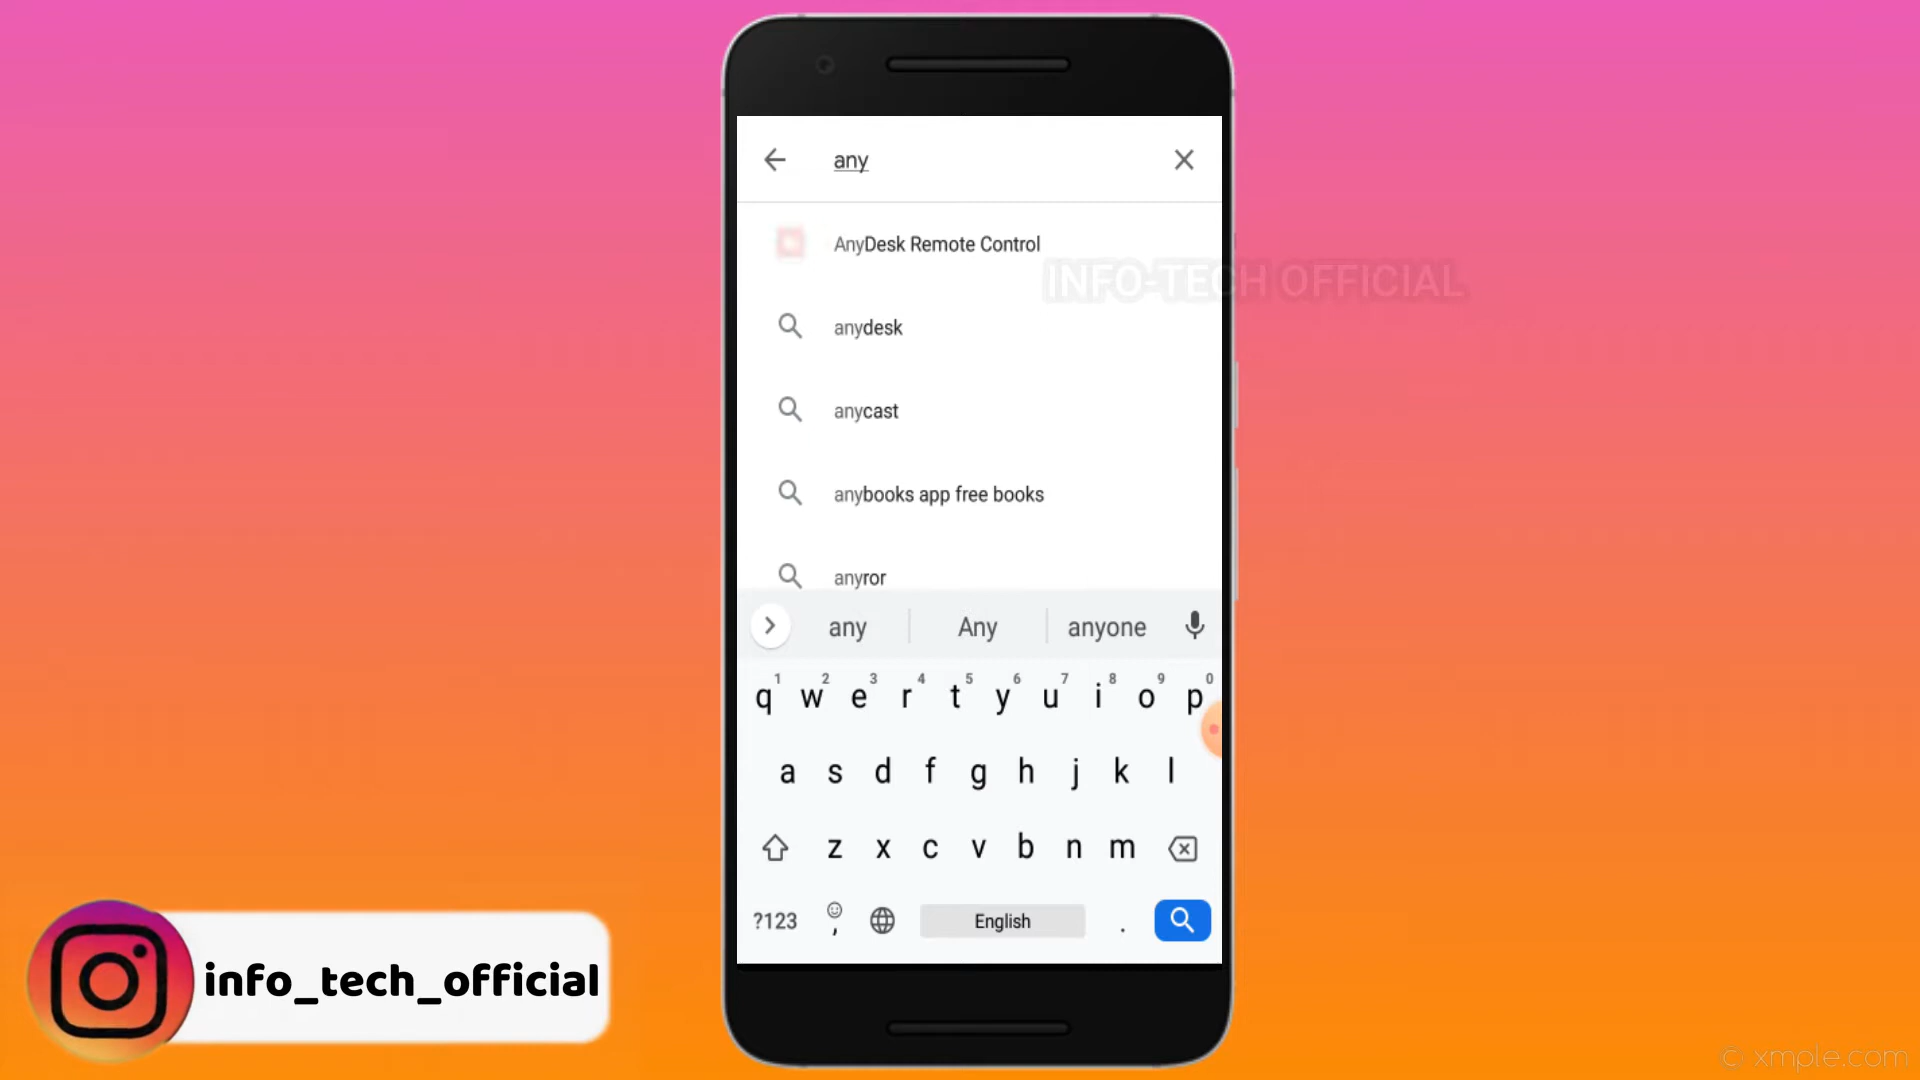 any
AnyDesk Remote Control
INFO-TECH OFFICIAL
anydesk
anycast
anybooks app free books
anyror
any Any anyone
1 2 3 4 5 6 7 8 9 0
q w e r t y u i o p
a s d f g h j k l
z x c v b n m
?123 , English .
info_tech_official
© xmple.com